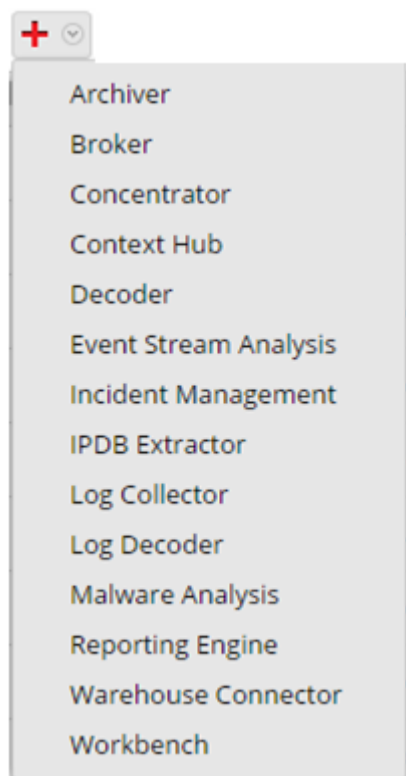 Archiver
Broker
Concentrator
Context Hub
Decoder
Event Stream Analysis
Incident Management
IPDB Extractor
Log Collector
Log Decoder
Malware Analysis
Reporting Engine
Warehouse Connector
Workbench